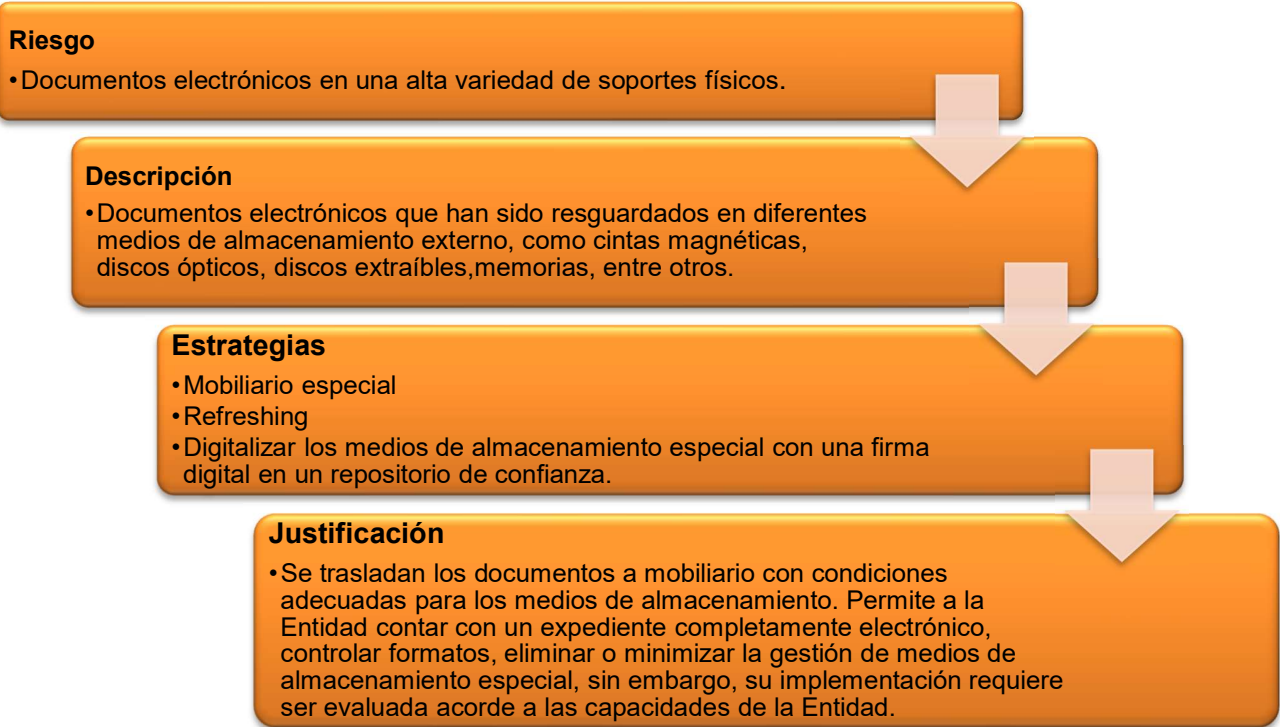 Riesgo
•Documentos electrónicos en una alta variedad de soportes físicos.
Descripción
•Documentos electrónicos que han sido resguardados en diferentes
medios de almacenamiento externo, como cintas magnéticas,
discos ópticos, discos extraíbles,memorias, entre otros.
Estrategias
•Mobiliario especial
•Refreshing
•Digitalizar los medios de almacenamiento especial con una firma
digital en un repositorio de confianza.
Justificación
•Se trasladan los documentos a mobiliario con condiciones
adecuadas para los medios de almacenamiento. Permite a la
Entidad contar con un expediente completamente electrónico,
controlar formatos, eliminar o minimizar la gestión de medios de
almacenamiento especial, sin embargo, su implementación requiere
ser evaluada acorde a las capacidades de la Entidad.